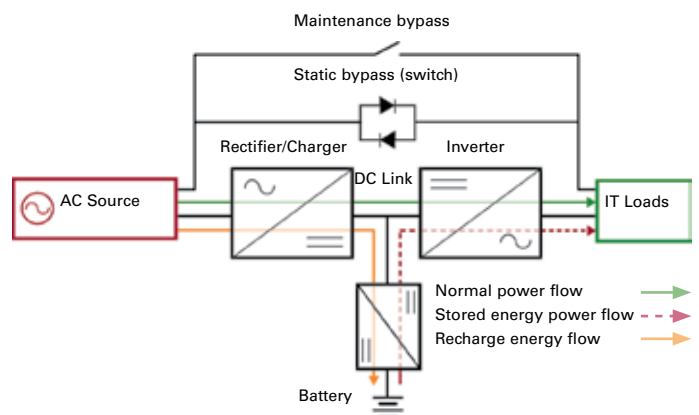 Maintenance bypass
Static bypass (switch)
Rectifier/Charger
Inverter
DC Link
AC Source
IT Loads
Normal power flow
Stored energy power flow
Recharge energy flow
Battery